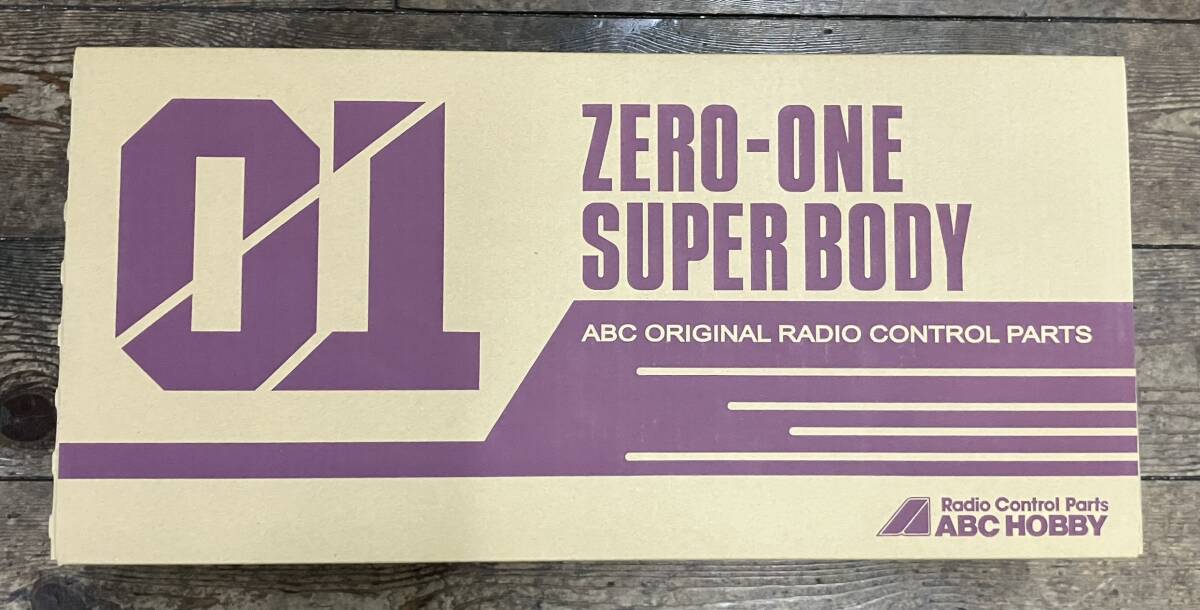 01
ZERO-ONE
SUPER BODY
ABC ORIGINAL RADIO CONTROL PARTS
Radio Control Parts
ABC HOBBY